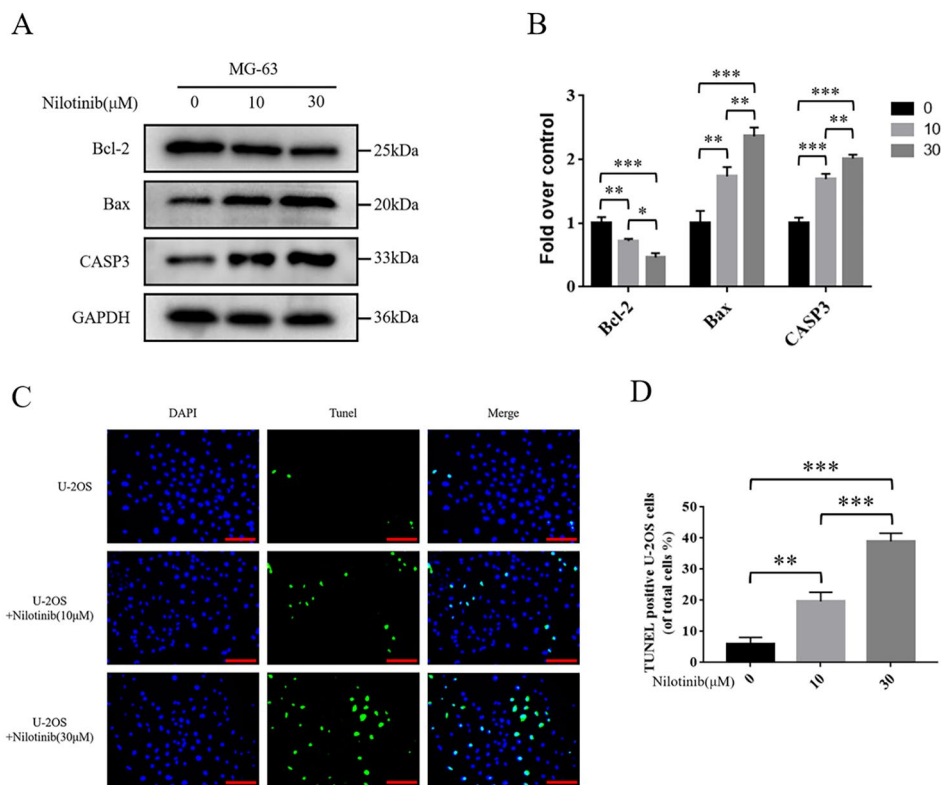 A
MG-63
Nilotinib(μM) 0 10 30
Bcl-2 25kDa
Bax 20kDa
CASP3 33kDa
GAPDH 36kDa
B
Fold over control
3
2
1
0
*** ** *
*** ** **
*** *** **
Bcl-2 Bax CASP3
0
10
30
C
DAPI Tunel Merge
U-2OS
U-2OS
+Nilotinib(10μM)
U-2OS
+Nilotinib(30μM)
D
TUNEL positive U-2OS cells
(of total cells %)
50
40
30
20
10
0
***
***
**
Nilotinib(μM) 0 10 30